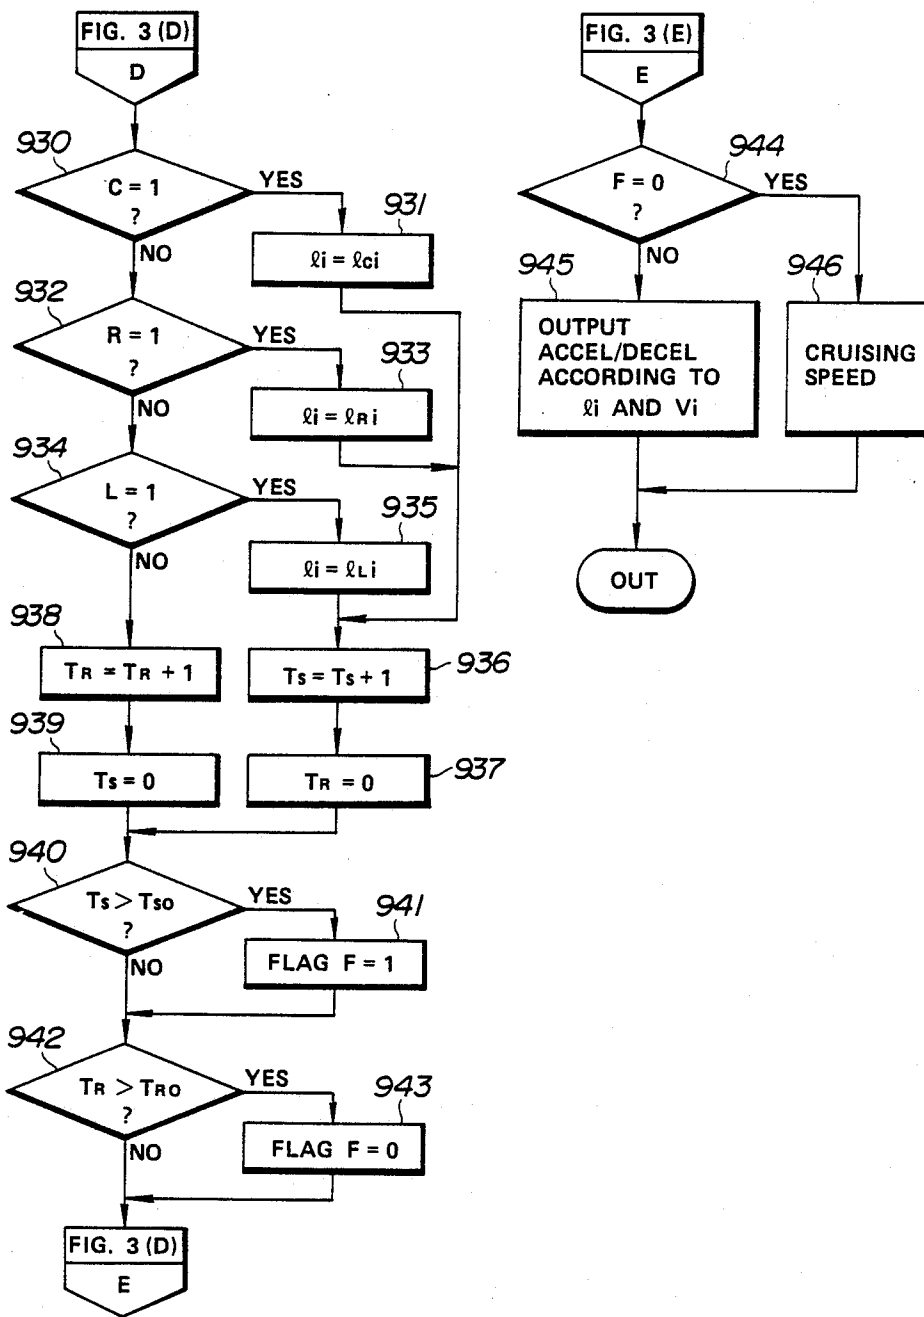 FIG. 3 (D)
D
930
C = 1
?
YES
NO
931
ℓi = ℓci
932
R = 1
?
YES
NO
933
ℓi = ℓRi
934
L = 1
?
YES
NO
935
ℓi = ℓLi
938
TR = TR + 1
TS = TS + 1
936
939
TS = 0
TR = 0
937
940
TS > TSO
?
YES
NO
941
FLAG F = 1
942
TR > TRO
?
YES
NO
943
FLAG F = 0
FIG. 3 (D)
E
FIG. 3 (E)
E
944
F = 0
?
YES
NO
945
OUTPUT
ACCEL/DECEL
ACCORDING TO
ℓi AND Vi
946
CRUISING
SPEED
OUT